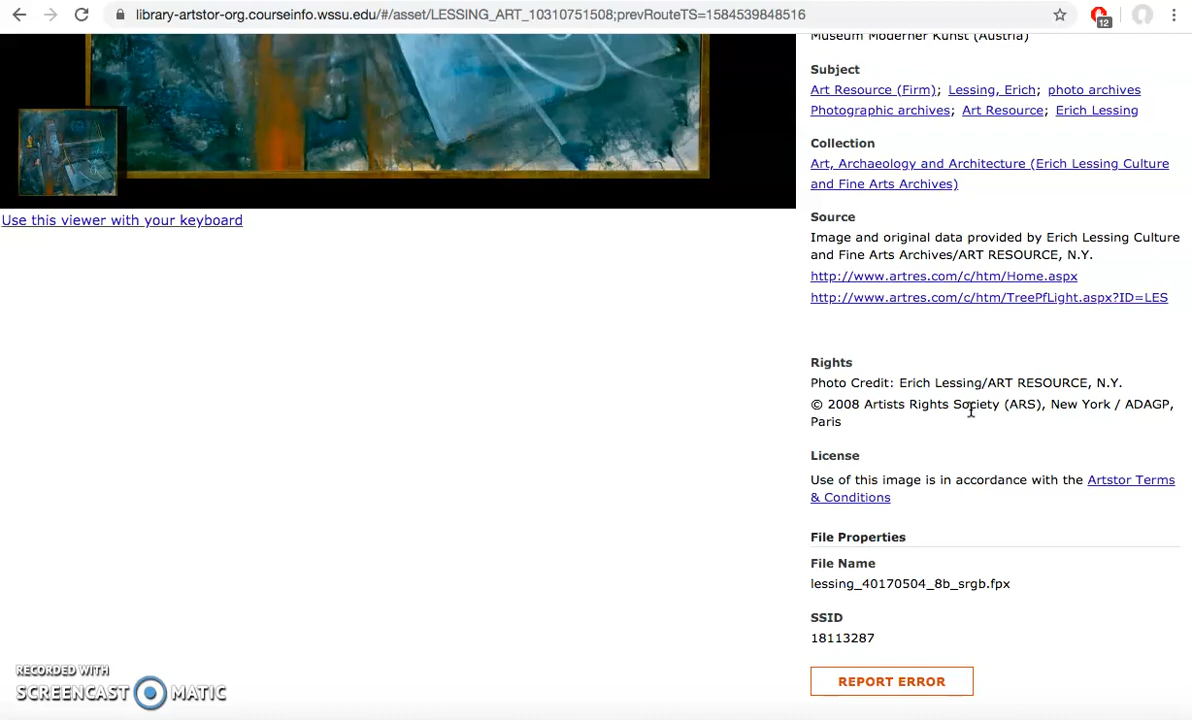 library-artstor-org.courseinfo.wssu.edu/#/asset/LESSING_ART_10310751508;prevRouteTS=1584539848516
12
Museum Moderner Kunst (Austria)
Subject
Art Resource (Firm); Lessing, Erich; photo archives
Photographic archives; Art Resource; Erich Lessing
Collection
Art, Archaeology and Architecture (Erich Lessing Culture
and Fine Arts Archives)
Use this viewer with your keyboard
Source
Image and original data provided by Erich Lessing Culture
and Fine Arts Archives/ART RESOURCE, N.Y.
http://www.artres.com/c/htm/Home.aspx
http://www.artres.com/c/htm/TreePfLight.aspx?ID=LES
Rights
Photo Credit: Erich Lessing/ART RESOURCE, N.Y.
© 2008 Artists Rights Society (ARS), New York / ADAGP,
Paris
License
Use of this image is in accordance with the Artstor Terms
& Conditions
File Properties
File Name
lessing_40170504_8b_srgb.fpx
SSID
18113287
REPORT ERROR
RECORDED WITH
SCREENCAST MATIC